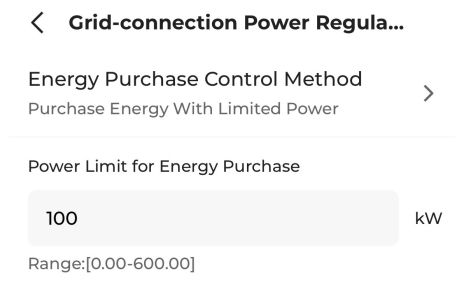 Grid-connection Power Regula...
Energy Purchase Control Method
Purchase Energy With Limited Power
Power Limit for Energy Purchase
100 kW
Range:[0.00-600.00]